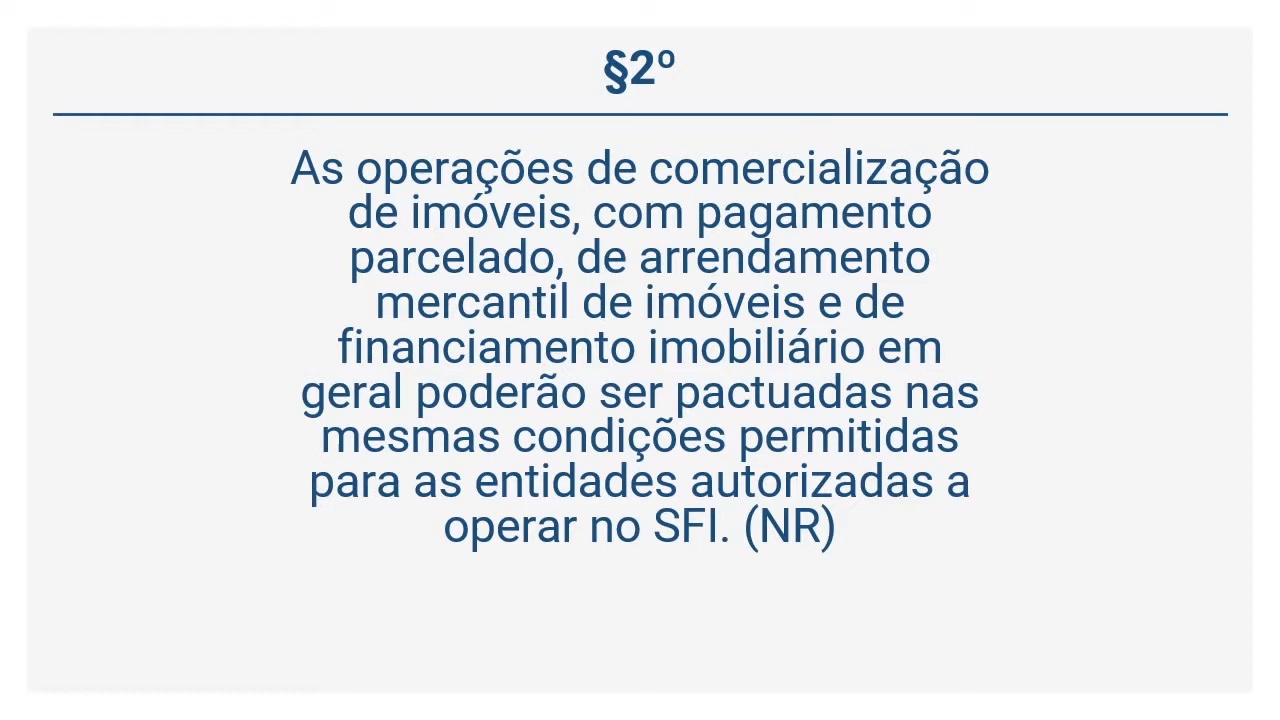 §2º
As operações de comercialização
de imóveis, com pagamento
parcelado, de arrendamento
mercantil de imóveis e de
financiamento imobiliário em
geral poderão ser pactuadas nas
mesmas condições permitidas
para as entidades autorizadas a
operar no SFI. (NR)